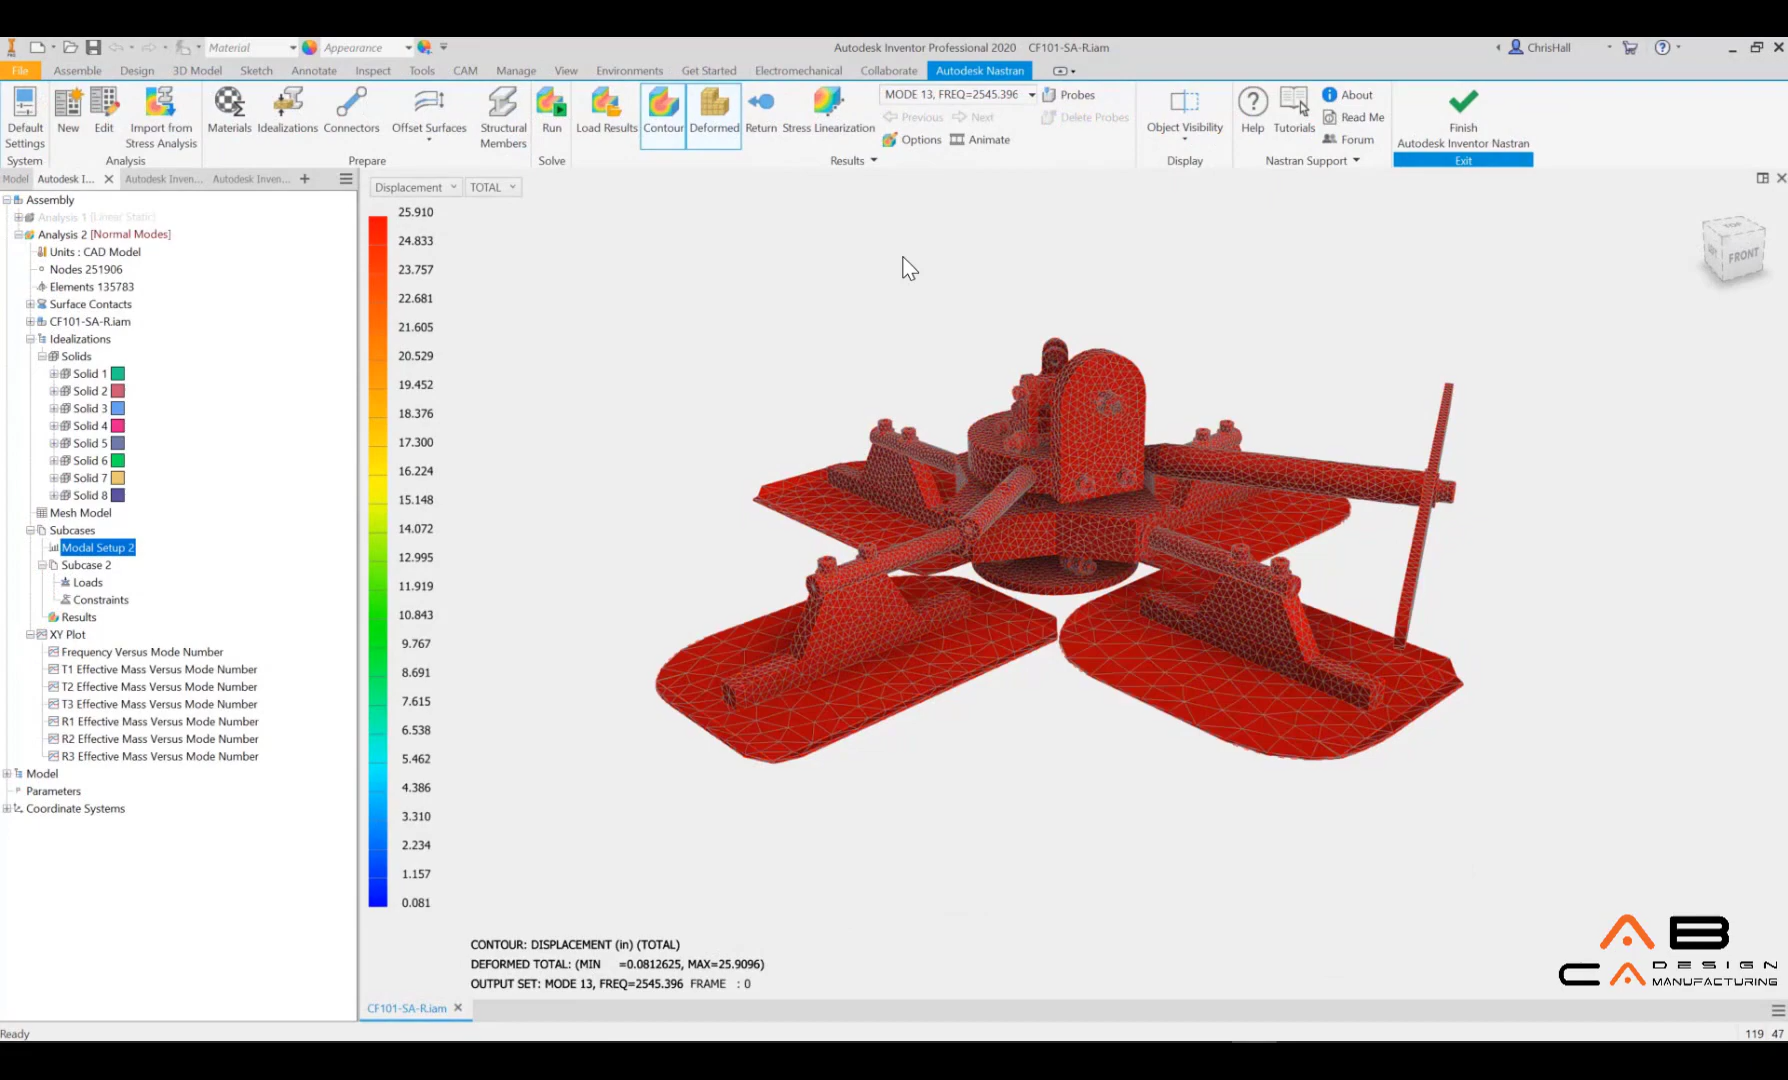 Material
Appearance
Autodesk Inventor Professional 2020 CF101-SA-R.iam
ChrisHall
File Assemble Design 3D Model Sketch Annotate Inspect Tools CAM Manage View Environments Get Started Electromechanical Collaborate Autodesk Nastran
Default Settings
System
New
Edit
Import from Stress Analysis
Analysis
Materials
Idealizations
Connectors
Offset Surfaces
Structural Members
Prepare
Run
Solve
Load Results
Contour
Deformed
Return
Stress Linearization
MODE 13, FREQ=2545.396
Previous
Next
Options
Animate
Probes
Delete Probes
Results
Object Visibility
Display
Help
Tutorials
About
Read Me
Forum
Nastran Support
Finish
Autodesk Inventor Nastran
Exit
Model
Autodesk I...
Autodesk Inven...
Autodesk Inven...
Assembly
Analysis 1 [Linear Static]
Analysis 2 [Normal Modes]
Units : CAD Model
Nodes 251906
Elements 135783
Surface Contacts
CF101-SA-R.iam
Idealizations
Solids
Solid 1
Solid 2
Solid 3
Solid 4
Solid 5
Solid 6
Solid 7
Solid 8
Mesh Model
Subcases
Modal Setup 2
Subcase 2
Loads
Constraints
Results
XY Plot
Frequency Versus Mode Number
T1 Effective Mass Versus Mode Number
T2 Effective Mass Versus Mode Number
T3 Effective Mass Versus Mode Number
R1 Effective Mass Versus Mode Number
R2 Effective Mass Versus Mode Number
R3 Effective Mass Versus Mode Number
Model
Parameters
Coordinate Systems
Displacement
TOTAL
25.910
24.833
23.757
22.681
21.605
20.529
19.452
18.376
17.300
16.224
15.148
14.072
12.995
11.919
10.843
9.767
8.691
7.615
6.538
5.462
4.386
3.310
2.234
1.157
0.081
TOP
FRONT
CONTOUR: DISPLACEMENT (in) (TOTAL)
DEFORMED TOTAL: (MIN =0.0812625, MAX=25.9096)
OUTPUT SET: MODE 13, FREQ=2545.396 FRAME : 0
CF101-SA-R.iam
AB
CA DESIGN
MANUFACTURING
Ready
119 47